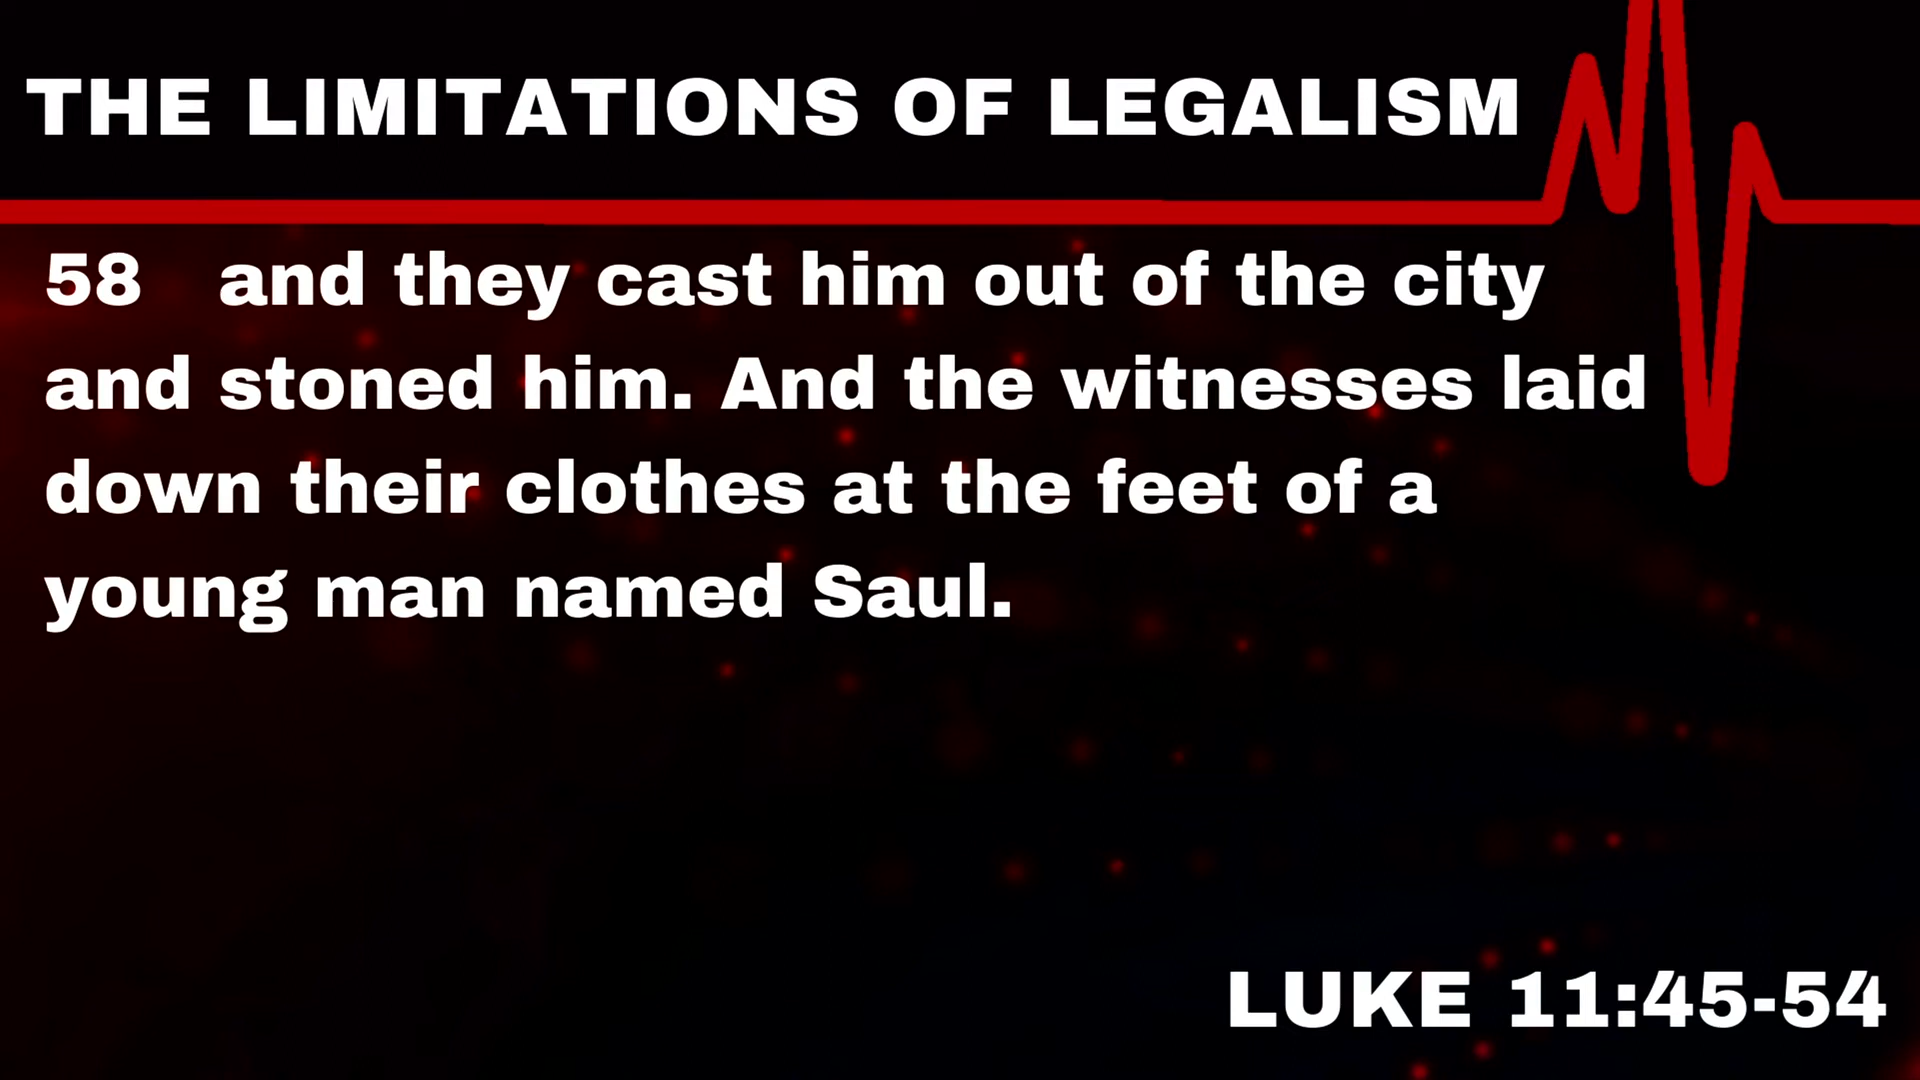 THE LIMITATIONS OF LEGALISM
58 and they cast him out of the city
and stoned him. And the witnesses laid
down their clothes at the feet of a
young man named Saul.
LUKE 11:45-54